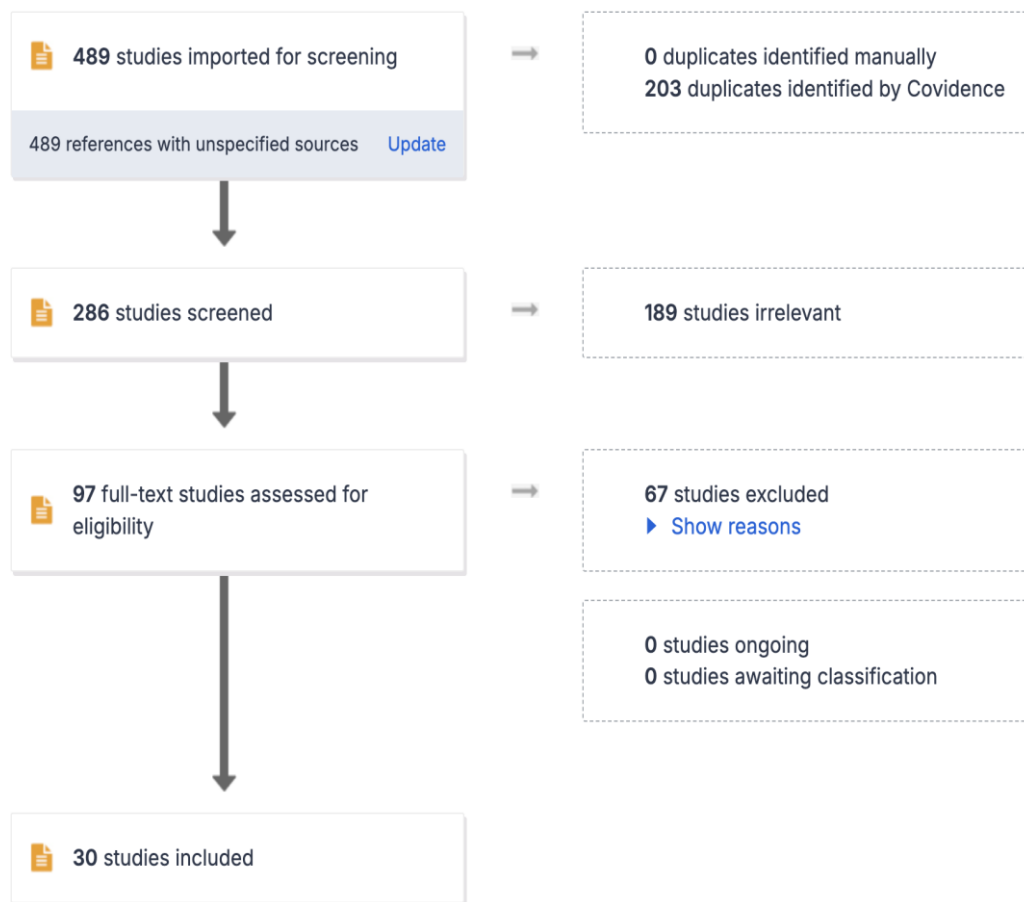 489 studies imported for screening
0 duplicates identified manually
203 duplicates identified by Covidence
489 references with unspecified sources Update
286 studies screened
189 studies irrelevant
97 full-text studies assessed for
eligibility
67 studies excluded
Show reasons
0 studies ongoing
0 studies awaiting classification
30 studies included